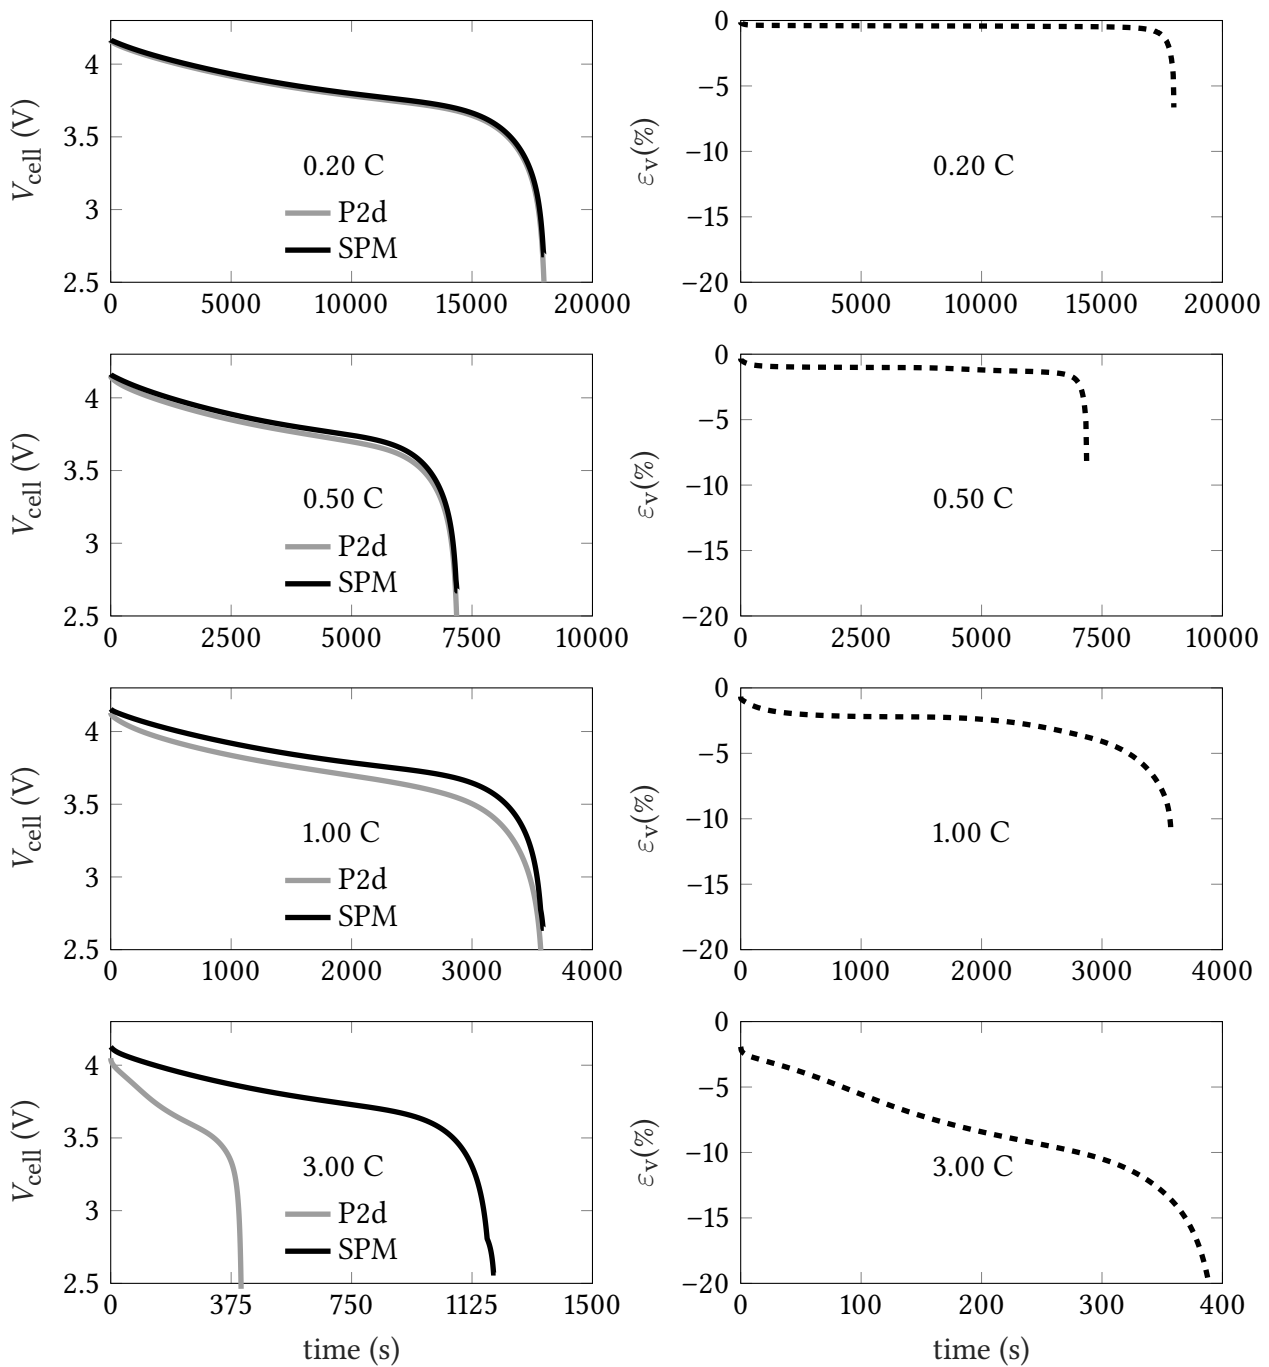 4
3.5
3
2.5
V_cell (V)
0.20 C
P2d
SPM
0 5000 10000 15000 20000
0
−5
−10
−15
−20
ε_v(%)
0.20 C
0 5000 10000 15000 20000
4
3.5
3
2.5
V_cell (V)
0.50 C
P2d
SPM
0 2500 5000 7500 10000
0
−5
−10
−15
−20
ε_v(%)
0.50 C
0 2500 5000 7500 10000
4
3.5
3
2.5
V_cell (V)
1.00 C
P2d
SPM
0 1000 2000 3000 4000
0
−5
−10
−15
−20
ε_v(%)
1.00 C
0 1000 2000 3000 4000
4
3.5
3
2.5
V_cell (V)
3.00 C
P2d
SPM
0 375 750 1125 1500
time (s)
0
−5
−10
−15
−20
ε_v(%)
3.00 C
0 100 200 300 400
time (s)